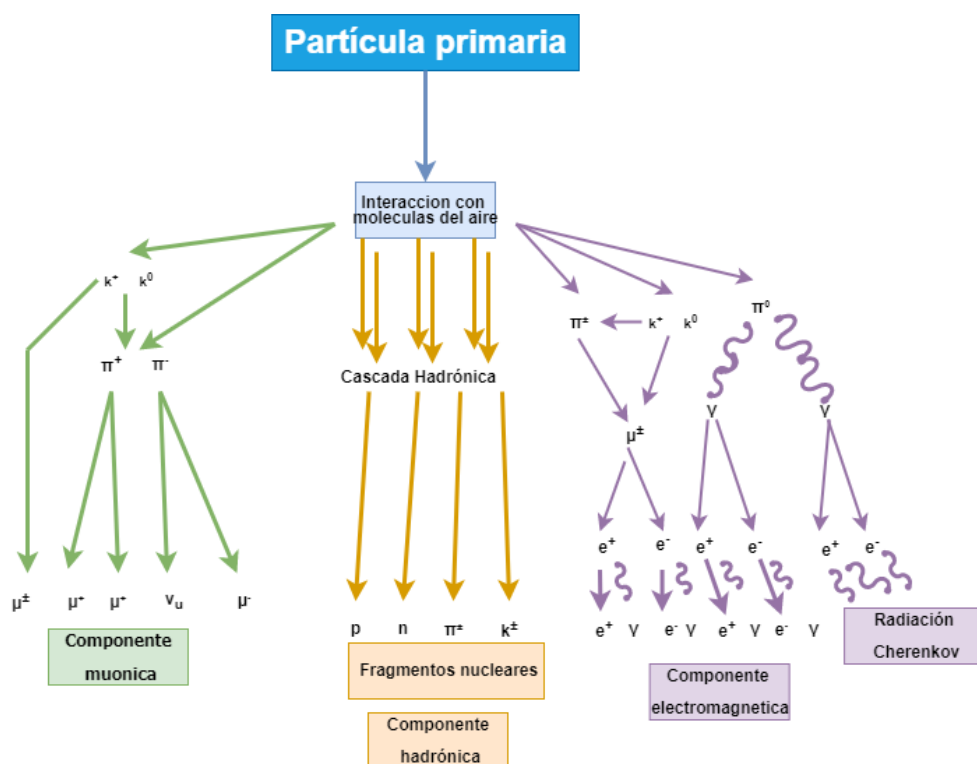 Partícula primaria
Interaccion con
moleculas del aire
k⁺ k⁰
π⁺ π⁻
π± k⁺ k⁰ π⁰
Cascada Hadrónica
γ γ
μ±
e⁺ e⁻ e⁺ e⁻ e⁺ e⁻
μ± μ⁺ μ⁺ νᵤ μ⁻
p n π± k±
e⁺ γ e⁻ γ e⁺ γ e⁻ γ
Componente
muonica
Fragmentos nucleares
Componente
hadrónica
Componente
electromagnetica
Radiación
Cherenkov